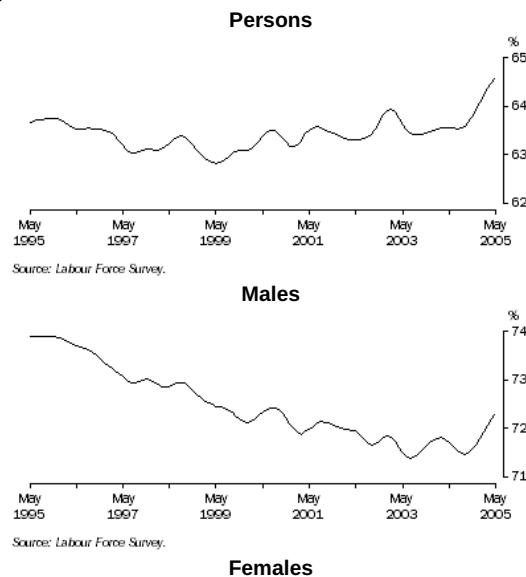 Persons
%
65
64
63
62
May May May May May May
1995 1997 1999 2001 2003 2005
Source: Labour Force Survey.
Males
%
74
73
72
71
May May May May May May
1995 1997 1999 2001 2003 2005
Source: Labour Force Survey.
Females